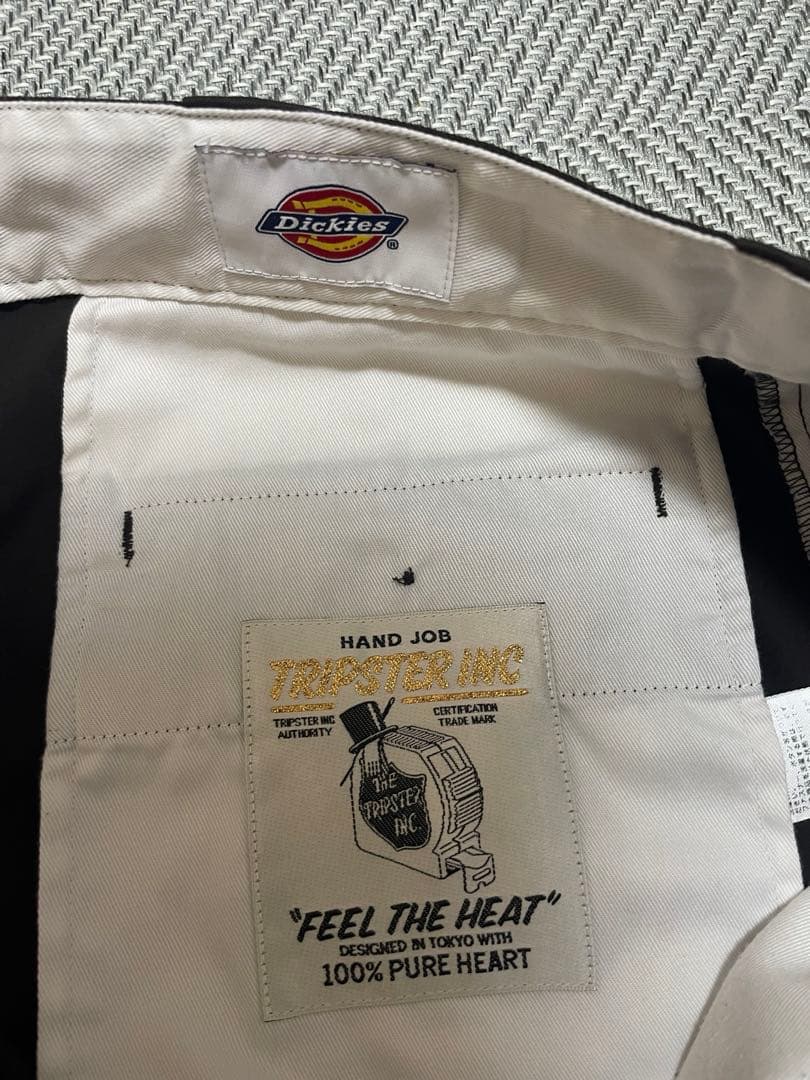 Dickies®
HAND JOB
TRIPSTER INC
TRIPSTER INC
AUTHORITY
CERTIFICATION
TRADE MARK
THE
TRIPSTER
INC.
"FEEL THE HEAT"
DESIGNED IN TOKYO WITH
100% PURE HEART